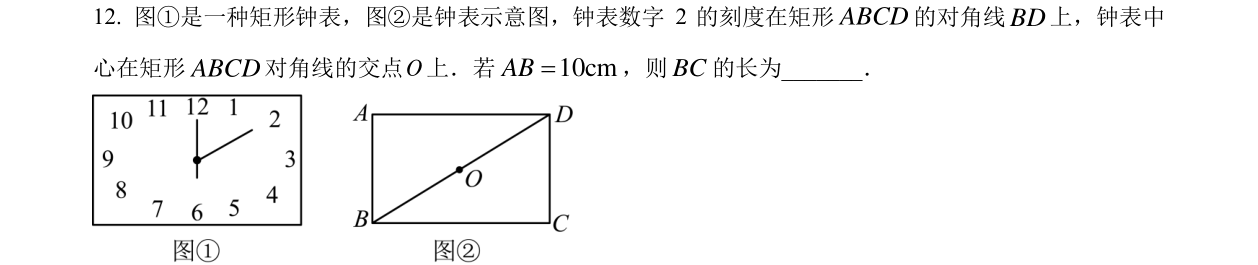 12. 图①是一种矩形钟表，图②是钟表示意图，钟表数字 2 的刻度在矩形 ABCD 的对角线 BD 上，钟表中
心在矩形 ABCD 对角线的交点 O 上．若 AB =10cm，则 BC 的长为______．
11 12 1
10 2
9 3
8 4
7 6 5
A D
O
B C
图① 图②